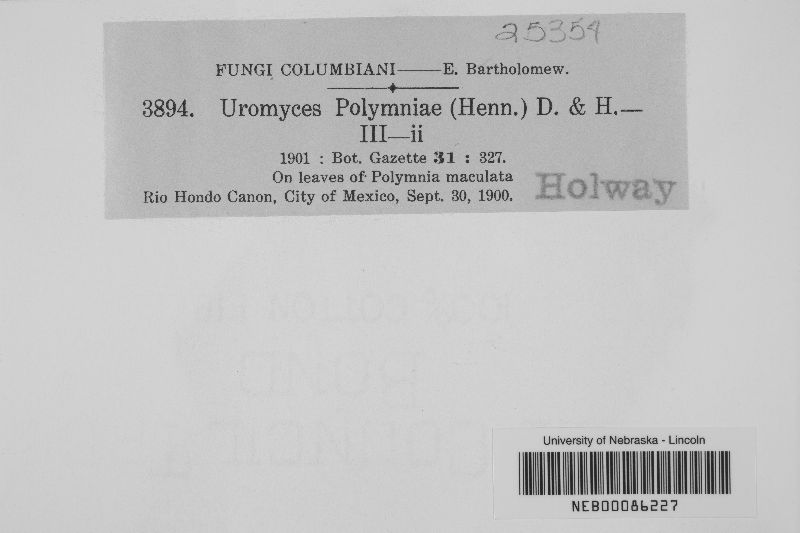 25354
FUNGI COLUMBIANI——E. Bartholomew.
3894. Uromyces Polymniae (Henn.) D. & H.—
III—ii
1901 : Bot. Gazette 31 : 327.
On leaves of Polymnia maculata
Rio Hondo Canon, City of Mexico, Sept. 30, 1900.
Holway
University of Nebraska - Lincoln
NEB00086227